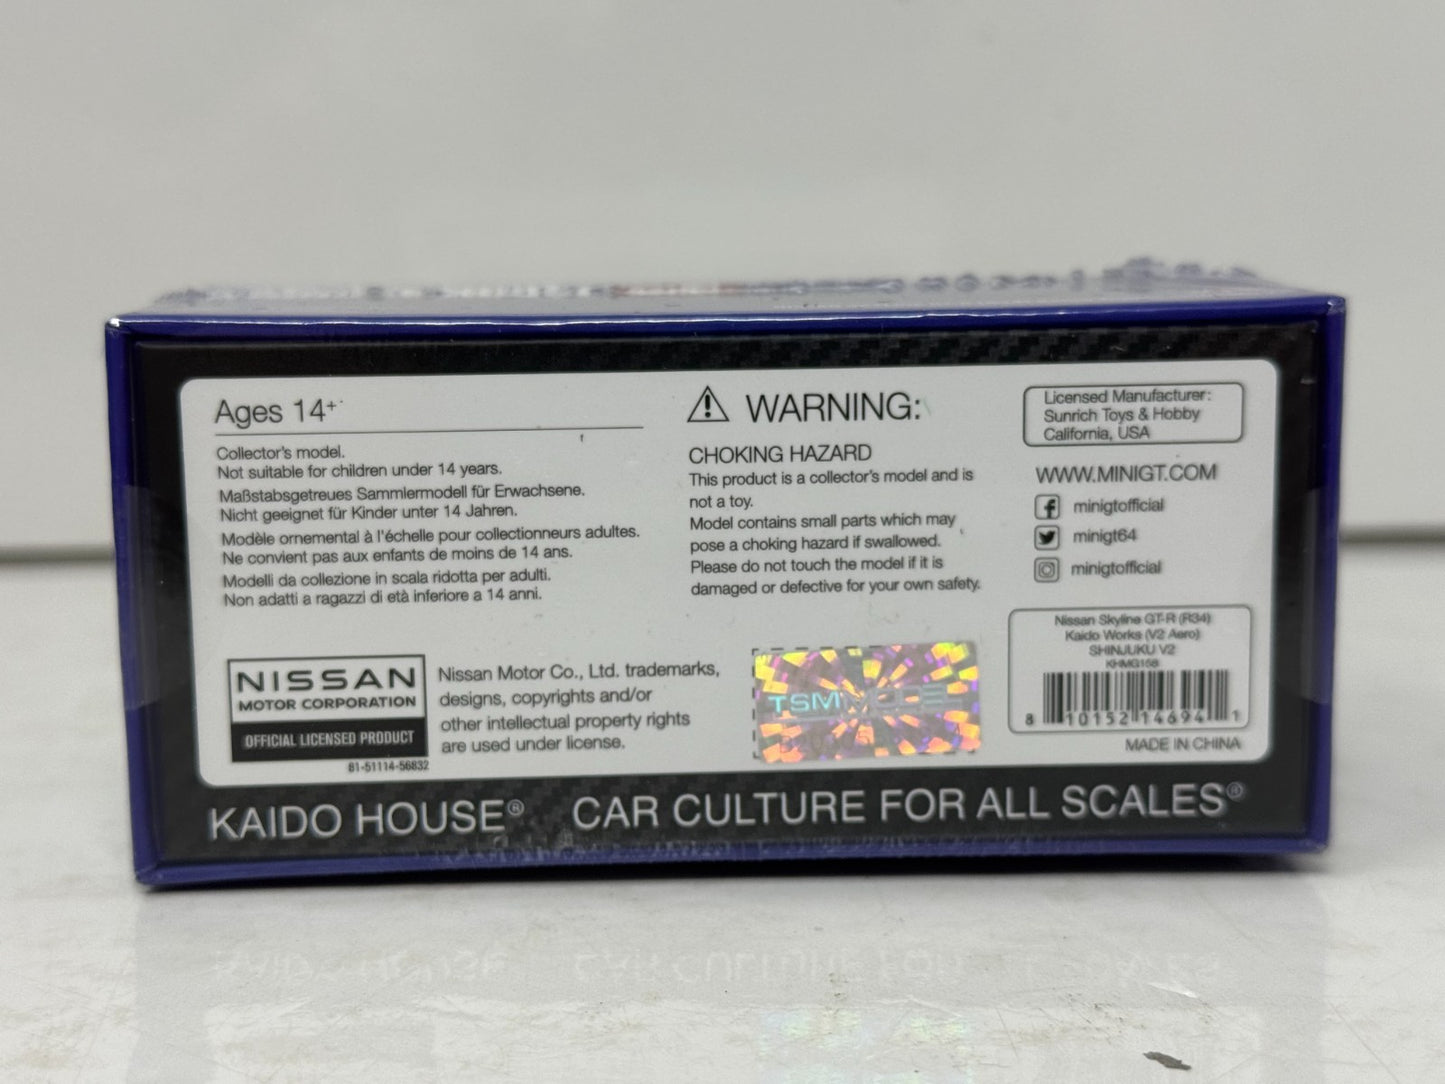 Ages 14+
Collector's model.
Not suitable for children under 14 years.
Maßstabsgetreues Sammlermodell für Erwachsene.
Nicht geeignet für Kinder unter 14 Jahren.
Modèle ornemental à l'échelle pour collectionneurs adultes.
Ne convient pas aux enfants de moins de 14 ans.
Modelli da collezione in scala ridotta per adulti.
Non adatti a ragazzi di età inferiore a 14 anni.
NISSAN
MOTOR CORPORATION
OFFICIAL LICENSED PRODUCT
81-51114-56832
Nissan Motor Co., Ltd. trademarks,
designs, copyrights and/or
other intellectual property rights
are used under license.
WARNING:
CHOKING HAZARD
This product is a collector's model and is
not a toy.
Model contains small parts which may
pose a choking hazard if swallowed.
Please do not touch the model if it is
damaged or defective for your own safety.
TSM MODEL
Licensed Manufacturer:
Sunrich Toys & Hobby
California, USA
WWW.MINIGT.COM
minigtofficial
minigt64
minigtofficial
Nissan Skyline GT-R (R34)
Kaido Works (V2 Aero)
SHINJUKU V2
KHMG158
8 10152 14694 1
MADE IN CHINA
KAIDO HOUSE® CAR CULTURE FOR ALL SCALES®